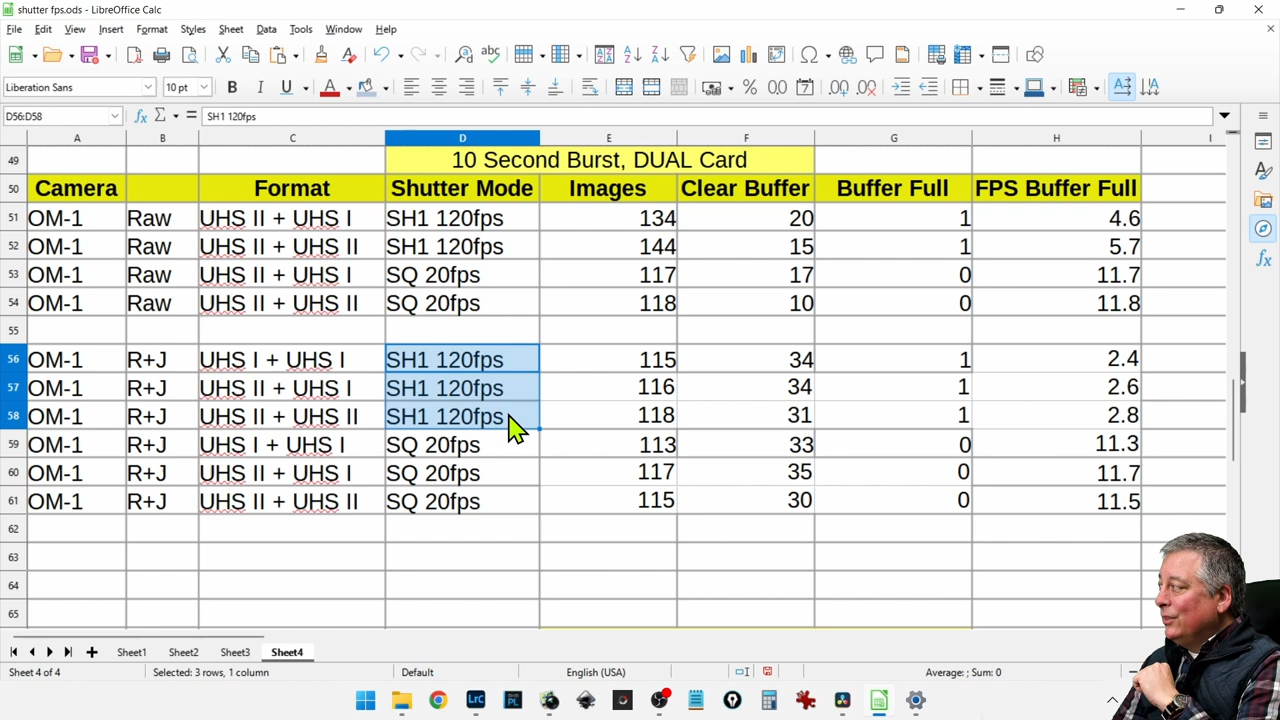 shutter fps.ods - LibreOffice Calc
File Edit View Insert Format Styles Sheet Data Tools Window Help
Liberation Sans 10 pt
D56:D58 SH1 120fps
A B C D E F G H I
49 10 Second Burst, DUAL Card
50 Camera Format Shutter Mode Images Clear Buffer Buffer Full FPS Buffer Full
51 OM-1 Raw UHS II + UHS I SH1 120fps 134 20 1 4.6
52 OM-1 Raw UHS II + UHS II SH1 120fps 144 15 1 5.7
53 OM-1 Raw UHS II + UHS I SQ 20fps 117 17 0 11.7
54 OM-1 Raw UHS II + UHS II SQ 20fps 118 10 0 11.8
55
56 OM-1 R+J UHS I + UHS I SH1 120fps 115 34 1 2.4
57 OM-1 R+J UHS II + UHS I SH1 120fps 116 34 1 2.6
58 OM-1 R+J UHS II + UHS II SH1 120fps 118 31 1 2.8
59 OM-1 R+J UHS I + UHS I SQ 20fps 113 33 0 11.3
60 OM-1 R+J UHS II + UHS I SQ 20fps 117 35 0 11.7
61 OM-1 R+J UHS II + UHS II SQ 20fps 115 30 0 11.5
62
63
64
65
Sheet1 Sheet2 Sheet3 Sheet4
Sheet 4 of 4 Selected: 3 rows, 1 column Default English (USA) Average: ; Sum: 0
LrC PL